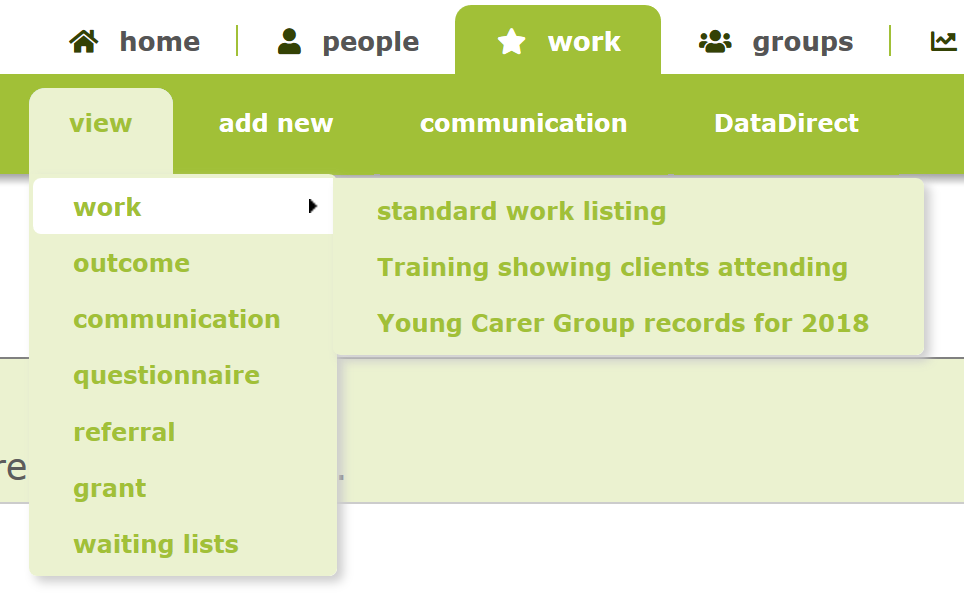 home people work groups
view add new communication DataDirect
work
standard work listing
outcome
Training showing clients attending
communication
Young Carer Group records for 2018
questionnaire
referral
re
grant
waiting lists